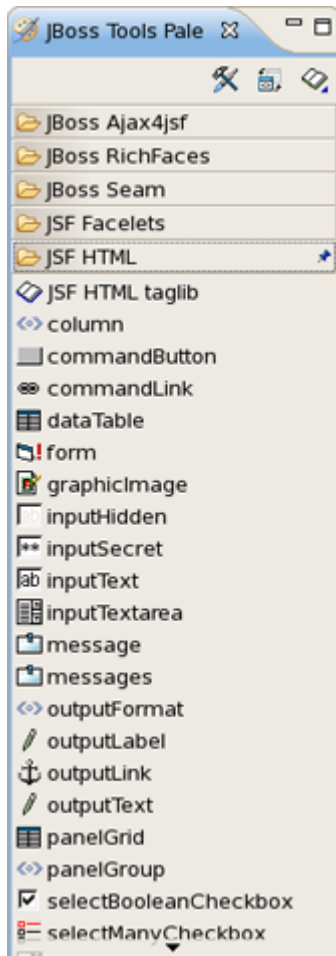 JBoss Tools Pale
JBoss Ajax4jsf
JBoss RichFaces
JBoss Seam
JSF Facelets
JSF HTML
JSF HTML taglib
column
commandButton
commandLink
dataTable
form
graphicImage
inputHidden
inputSecret
ab inputText
inputTextarea
message
messages
outputFormat
outputLabel
outputLink
outputText
panelGrid
panelGroup
selectBooleanCheckbox
selectManyCheckbox